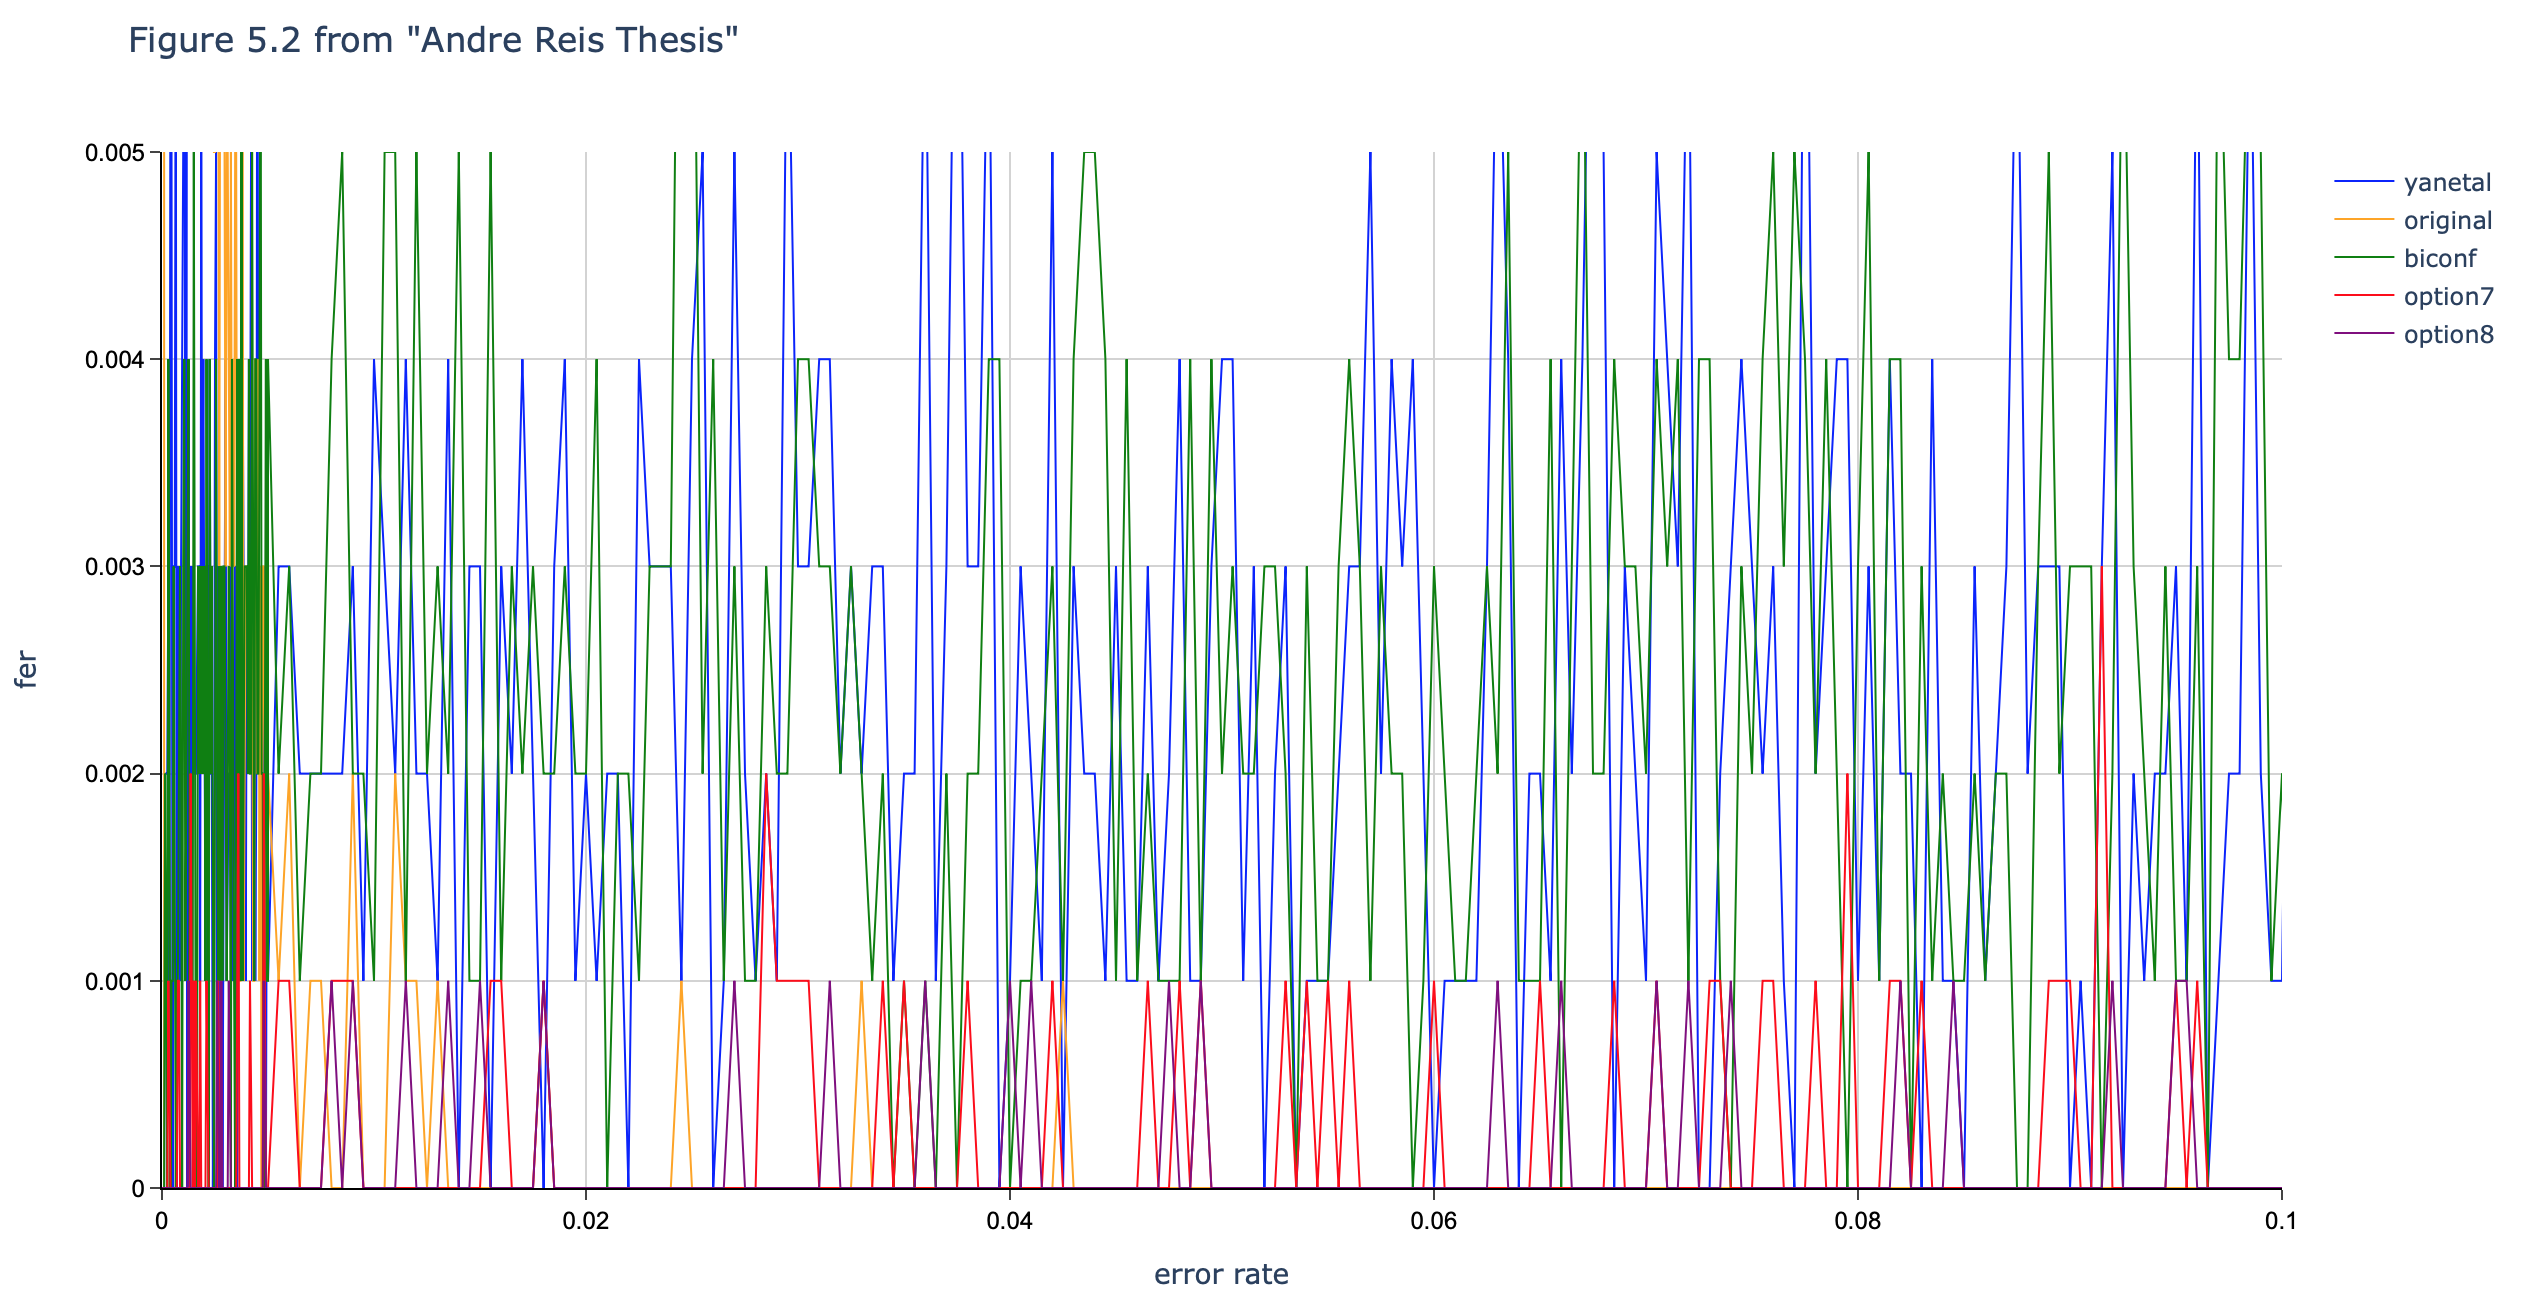 Figure 5.2 from "Andre Reis Thesis"
0.005
0.004
0.003
0.002
0.001
0
fer
0
0.02
0.04
0.06
0.08
0.1
error rate
yanetal
original
biconf
option7
option8